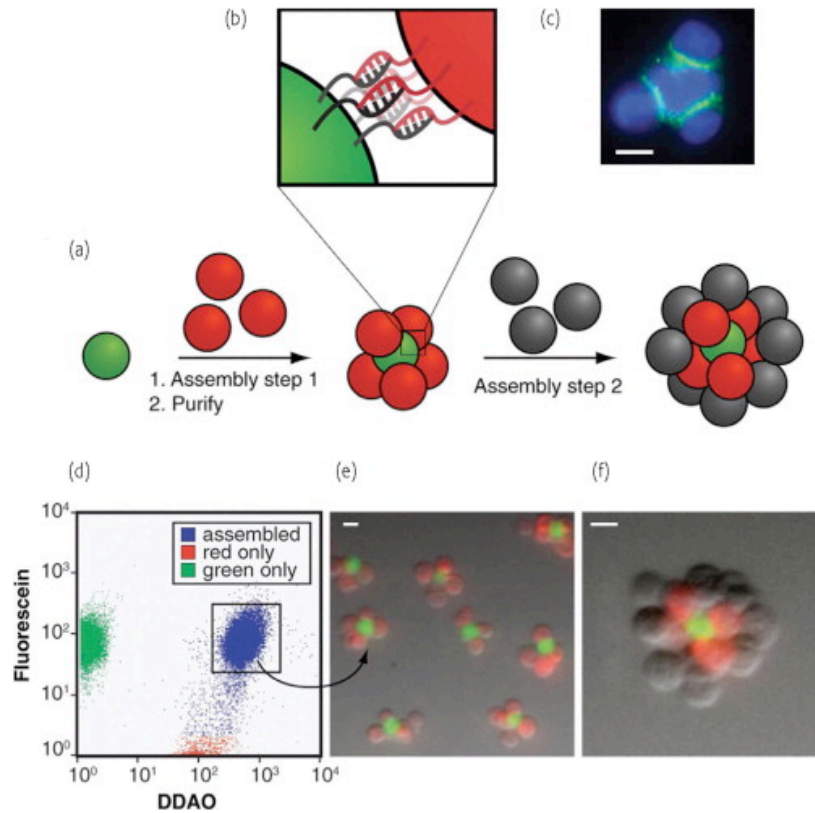 (b)
(c)
(a)
1. Assembly step 1
2. Purify
Assembly step 2
(d)
(e)
(f)
10⁴
10³
10²
10¹
10⁰
Fluorescein
assembled
red only
green only
10⁰ 10¹ 10² 10³ 10⁴
DDAO